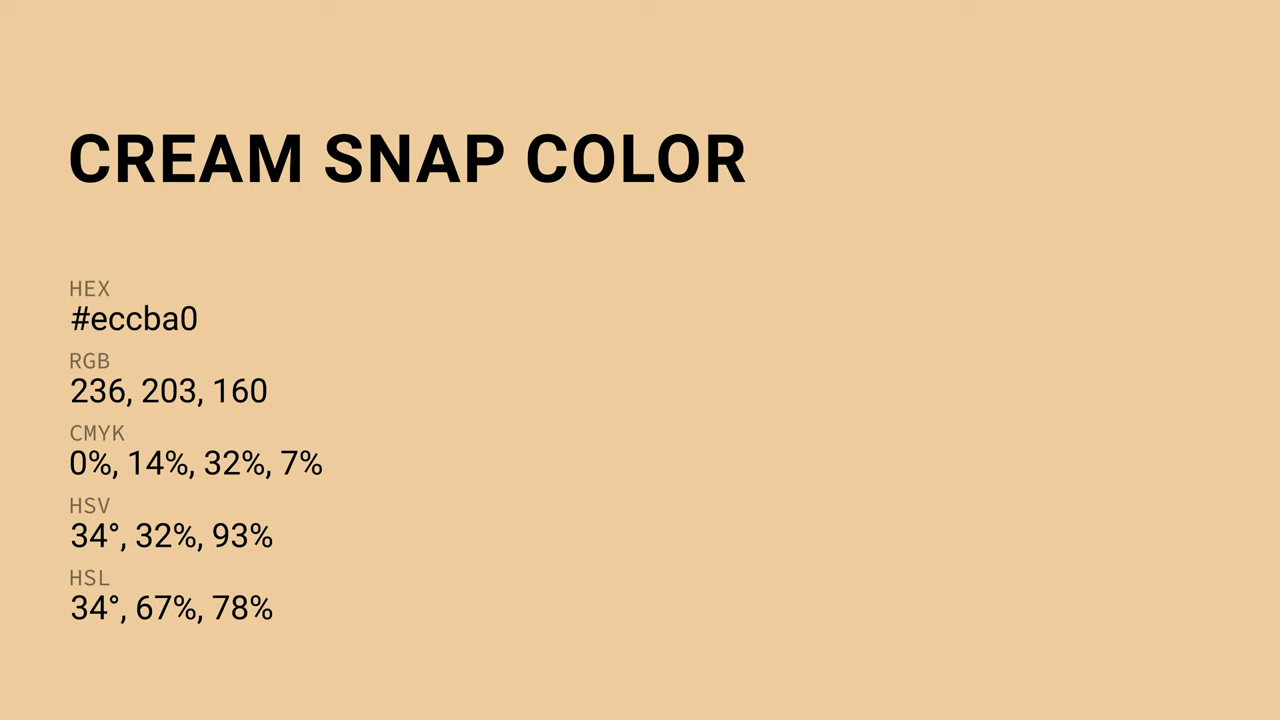 CREAM SNAP COLOR
HEX
#eccba0
RGB
236, 203, 160
CMYK
0%, 14%, 32%, 7%
HSV
34°, 32%, 93%
HSL
34°, 67%, 78%